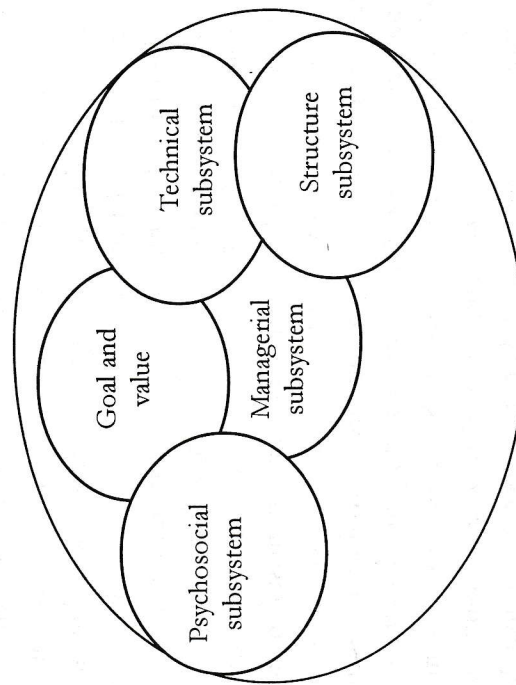 Goal and
value
Technical
subsystem
Psychosocial
subsystem
Managerial
subsystem
Structure
subsystem